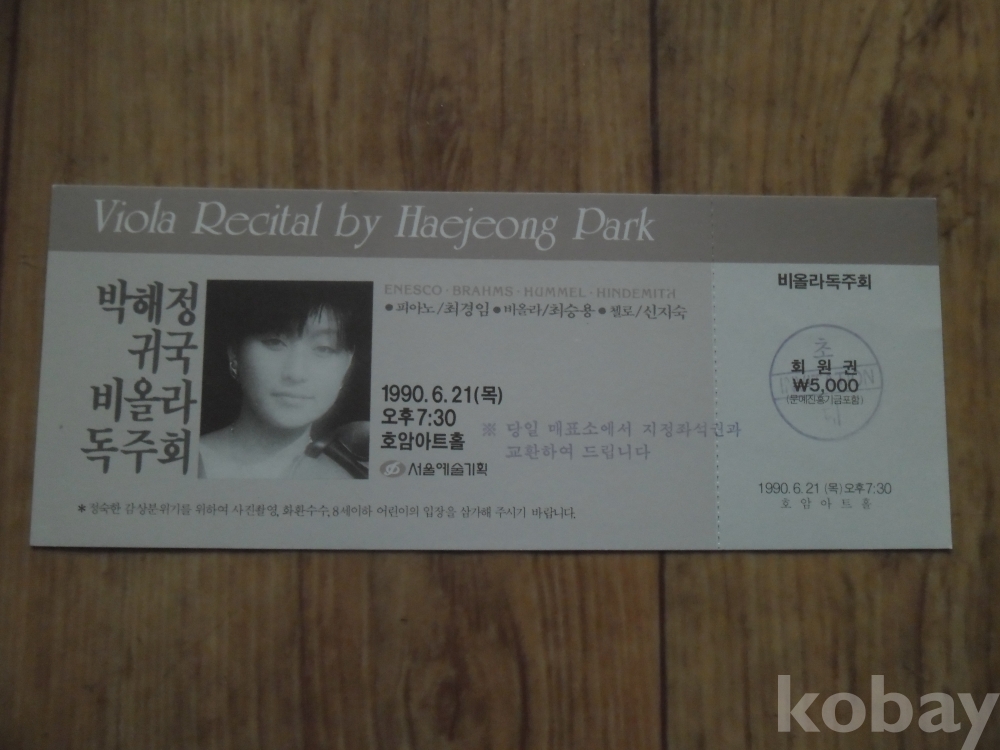 Viola Recital by Haejeong Park
박해정
귀국
비올라
독주회
ENESCO · BRAHMS · HUMMEL · HINDEMITH
● 피아노/최경임 ● 비올라/최승용 ● 첼로/신지숙
1990. 6. 21(목)
오후7:30
호암아트홀
서울예술기획
※ 당일 매표소에서 지정좌석권과
교환하여 드립니다
* 정숙한 감상분위기를 위하여 사진촬영, 화환수수, 8세이하 어린이의 입장을 삼가해 주시기 바랍니다.
비올라독주회
초
회원권
₩5,000
(문예진흥기금포함)
1990. 6. 21 (목) 오후7:30
호암아트홀
kobay